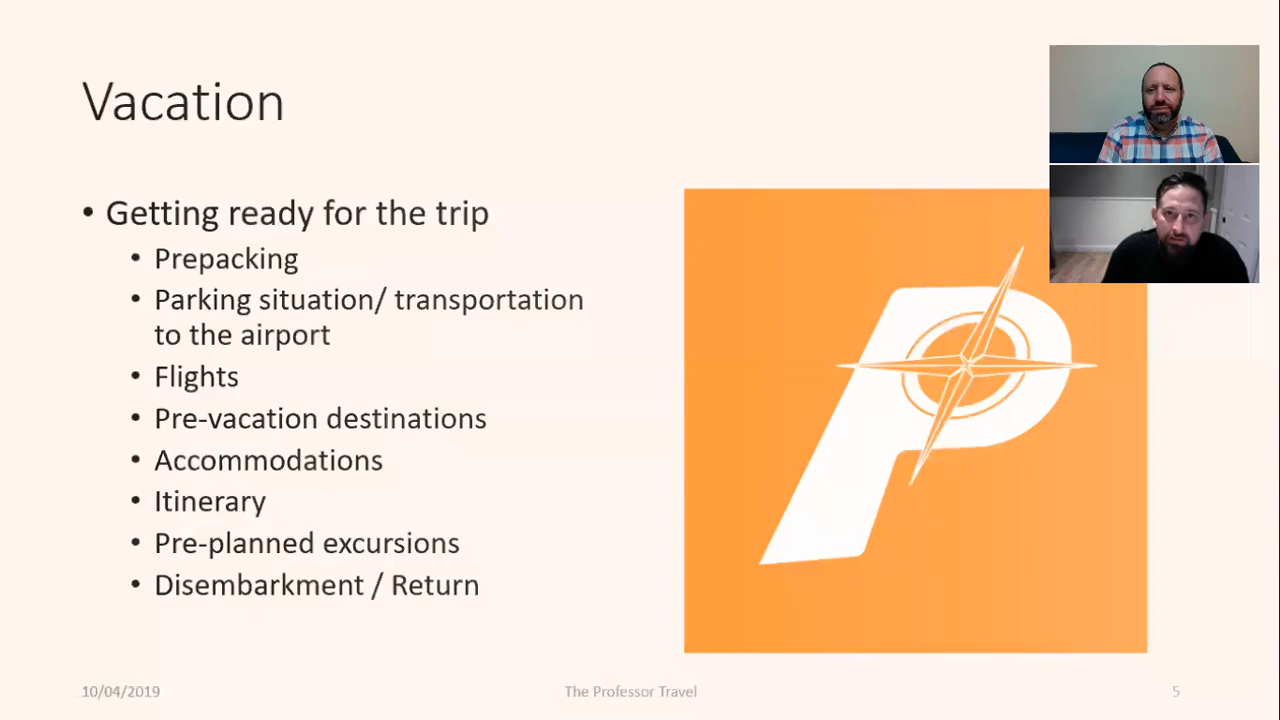 Vacation
• Getting ready for the trip
• Prepacking
• Parking situation/ transportation
to the airport
• Flights
• Pre-vacation destinations
• Accommodations
• Itinerary
• Pre-planned excursions
• Disembarkment / Return
P
10/04/2019
The Professor Travel
5